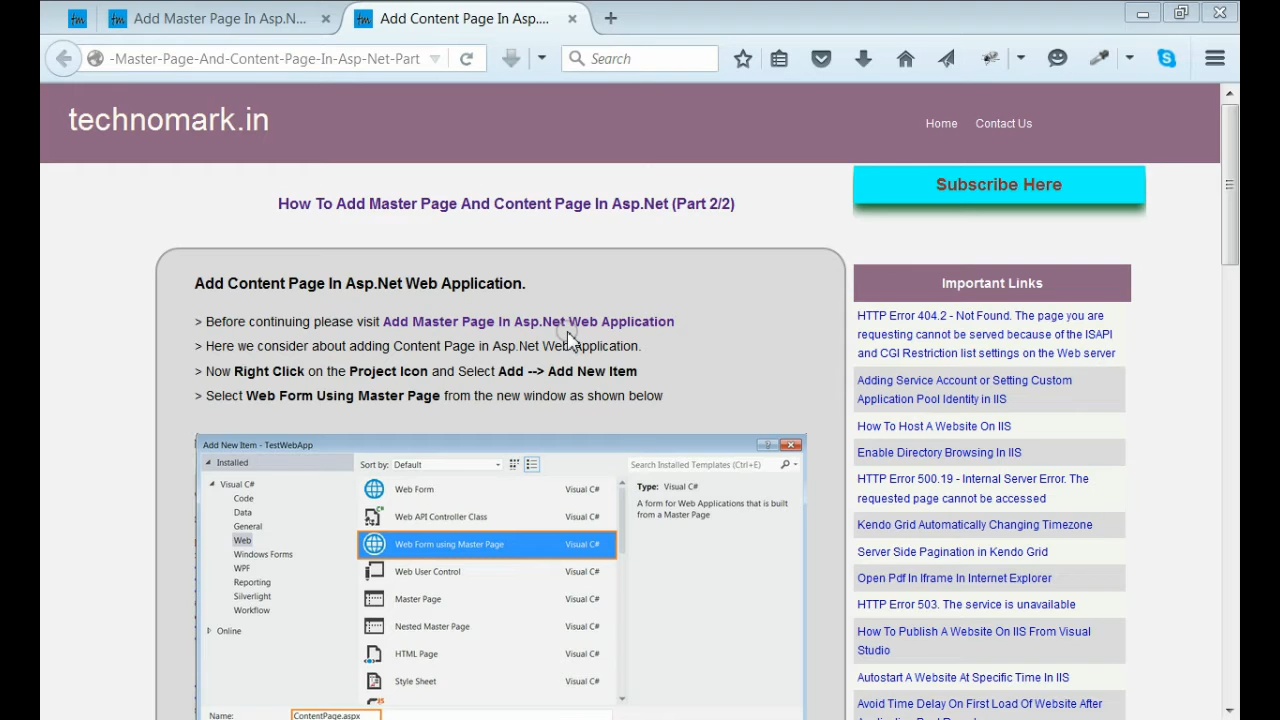 Add Master Page In Asp.N...
Add Content Page In Asp....
-Master-Page-And-Content-Page-In-Asp-Net-Part
Search
technomark.in
Home
Contact Us
How To Add Master Page And Content Page In Asp.Net (Part 2/2)
Subscribe Here
Add Content Page In Asp.Net Web Application.
> Before continuing please visit Add Master Page In Asp.Net Web Application
> Here we consider about adding Content Page in Asp.Net Web Application.
> Now Right Click on the Project Icon and Select Add --> Add New Item
> Select Web Form Using Master Page from the new window as shown below
Add New Item - TestWebApp
Installed
Sort by: Default
Search Installed Templates (Ctrl+E)
Visual C#
Code
Data
General
Web
Windows Forms
WPF
Reporting
Silverlight
Workflow
Online
Web Form Visual C#
Web API Controller Class Visual C#
Web Form using Master Page Visual C#
Web User Control Visual C#
Master Page Visual C#
Nested Master Page Visual C#
HTML Page Visual C#
Style Sheet Visual C#
Type: Visual C#
A form for Web Applications that is built
from a Master Page
Name: ContentPage.aspx
Important Links
HTTP Error 404.2 - Not Found. The page you are
requesting cannot be served because of the ISAPI
and CGI Restriction list settings on the Web server
Adding Service Account or Setting Custom
Application Pool Identity in IIS
How To Host A Website On IIS
Enable Directory Browsing In IIS
HTTP Error 500.19 - Internal Server Error. The
requested page cannot be accessed
Kendo Grid Automatically Changing Timezone
Server Side Pagination in Kendo Grid
Open Pdf In Iframe In Internet Explorer
HTTP Error 503. The service is unavailable
How To Publish A Website On IIS From Visual
Studio
Autostart A Website At Specific Time In IIS
Avoid Time Delay On First Load Of Website After